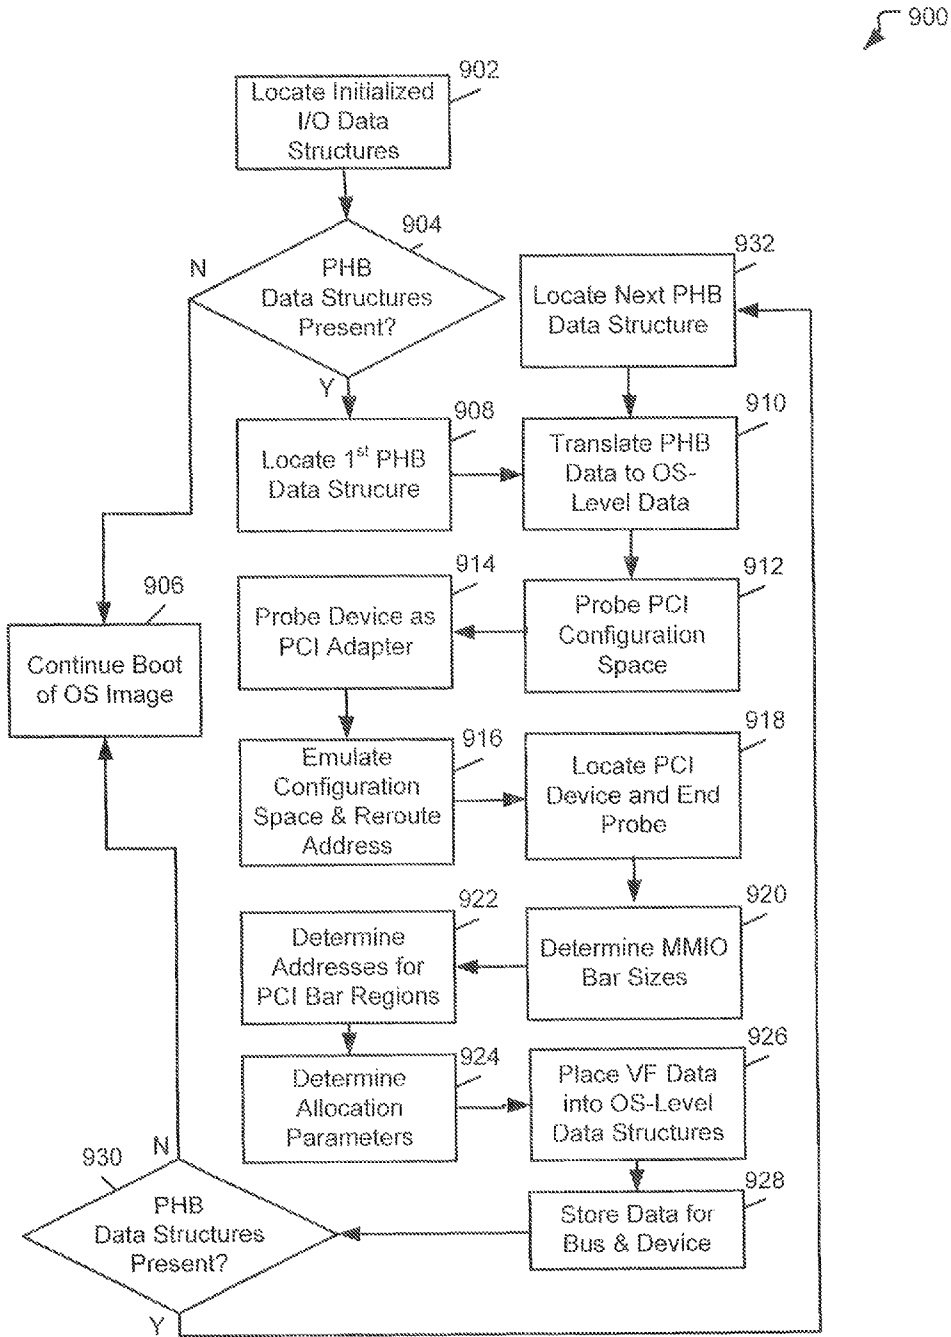 900
902
Locate Initialized
I/O Data
Structures
904
N
PHB
Data Structures
Present?
Y
932
Locate Next PHB
Data Structure
908
Locate 1st PHB
Data Strucure
910
Translate PHB
Data to OS-
Level Data
906
Continue Boot
of OS Image
914
Probe Device as
PCI Adapter
912
Probe PCI
Configuration
Space
916
Emulate
Configuration
Space & Reroute
Address
918
Locate PCI
Device and End
Probe
922
Determine
Addresses for
PCI Bar Regions
920
Determine MMIO
Bar Sizes
924
Determine
Allocation
Parameters
926
Place VF Data
into OS-Level
Data Structures
928
Store Data for
Bus & Device
930
N
PHB
Data Structures
Present?
Y